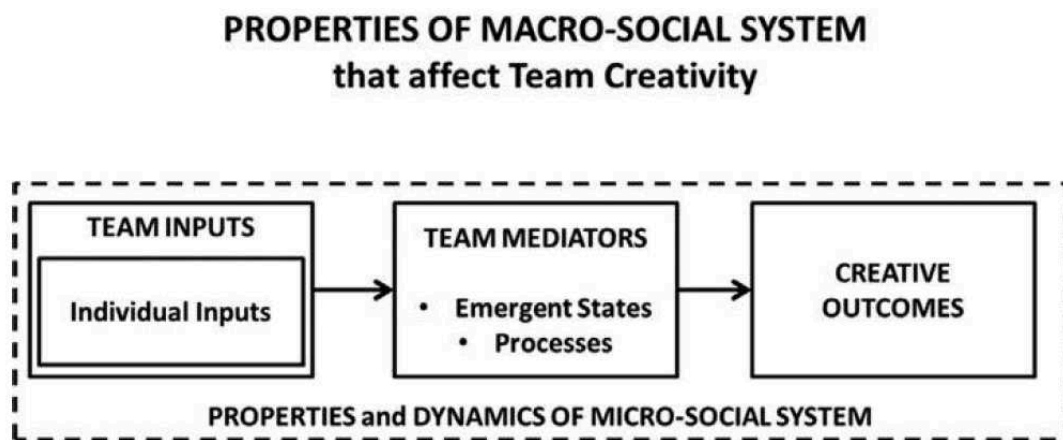 PROPERTIES OF MACRO-SOCIAL SYSTEM
that affect Team Creativity
TEAM INPUTS
Individual Inputs
TEAM MEDIATORS
• Emergent States
• Processes
CREATIVE
OUTCOMES
PROPERTIES and DYNAMICS OF MICRO-SOCIAL SYSTEM